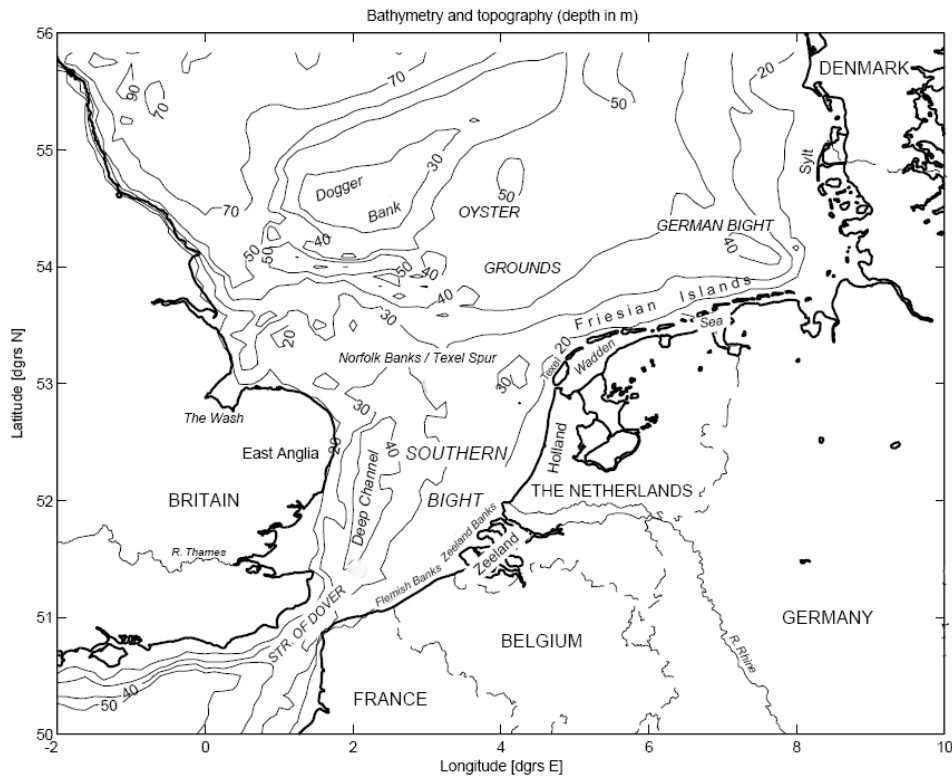 Bathymetry and topography (depth in m)
56
55
54
53
52
51
50
Latitude [dgrs N]
-2
0
2
4
6
8
10
Longitude [dgrs E]
90
70
70
50
20
DENMARK
Sylt
30
Dogger
Bank
50
OYSTER
70
GERMAN BIGHT
40
40
50
50
50
40
GROUNDS
40
30
Friesian Islands
20
20
Sea
Wadden
Texel
Norfolk Banks / Texel Spur
30
The Wash
30
20
40
East Anglia
SOUTHERN
Holland
Deep Channel
BRITAIN
BIGHT
THE NETHERLANDS
Zeeland Banks
Zeeland
R. Thames
Flemish Banks
STR. OF DOVER
BELGIUM
GERMANY
R. Rhine
40
50
FRANCE